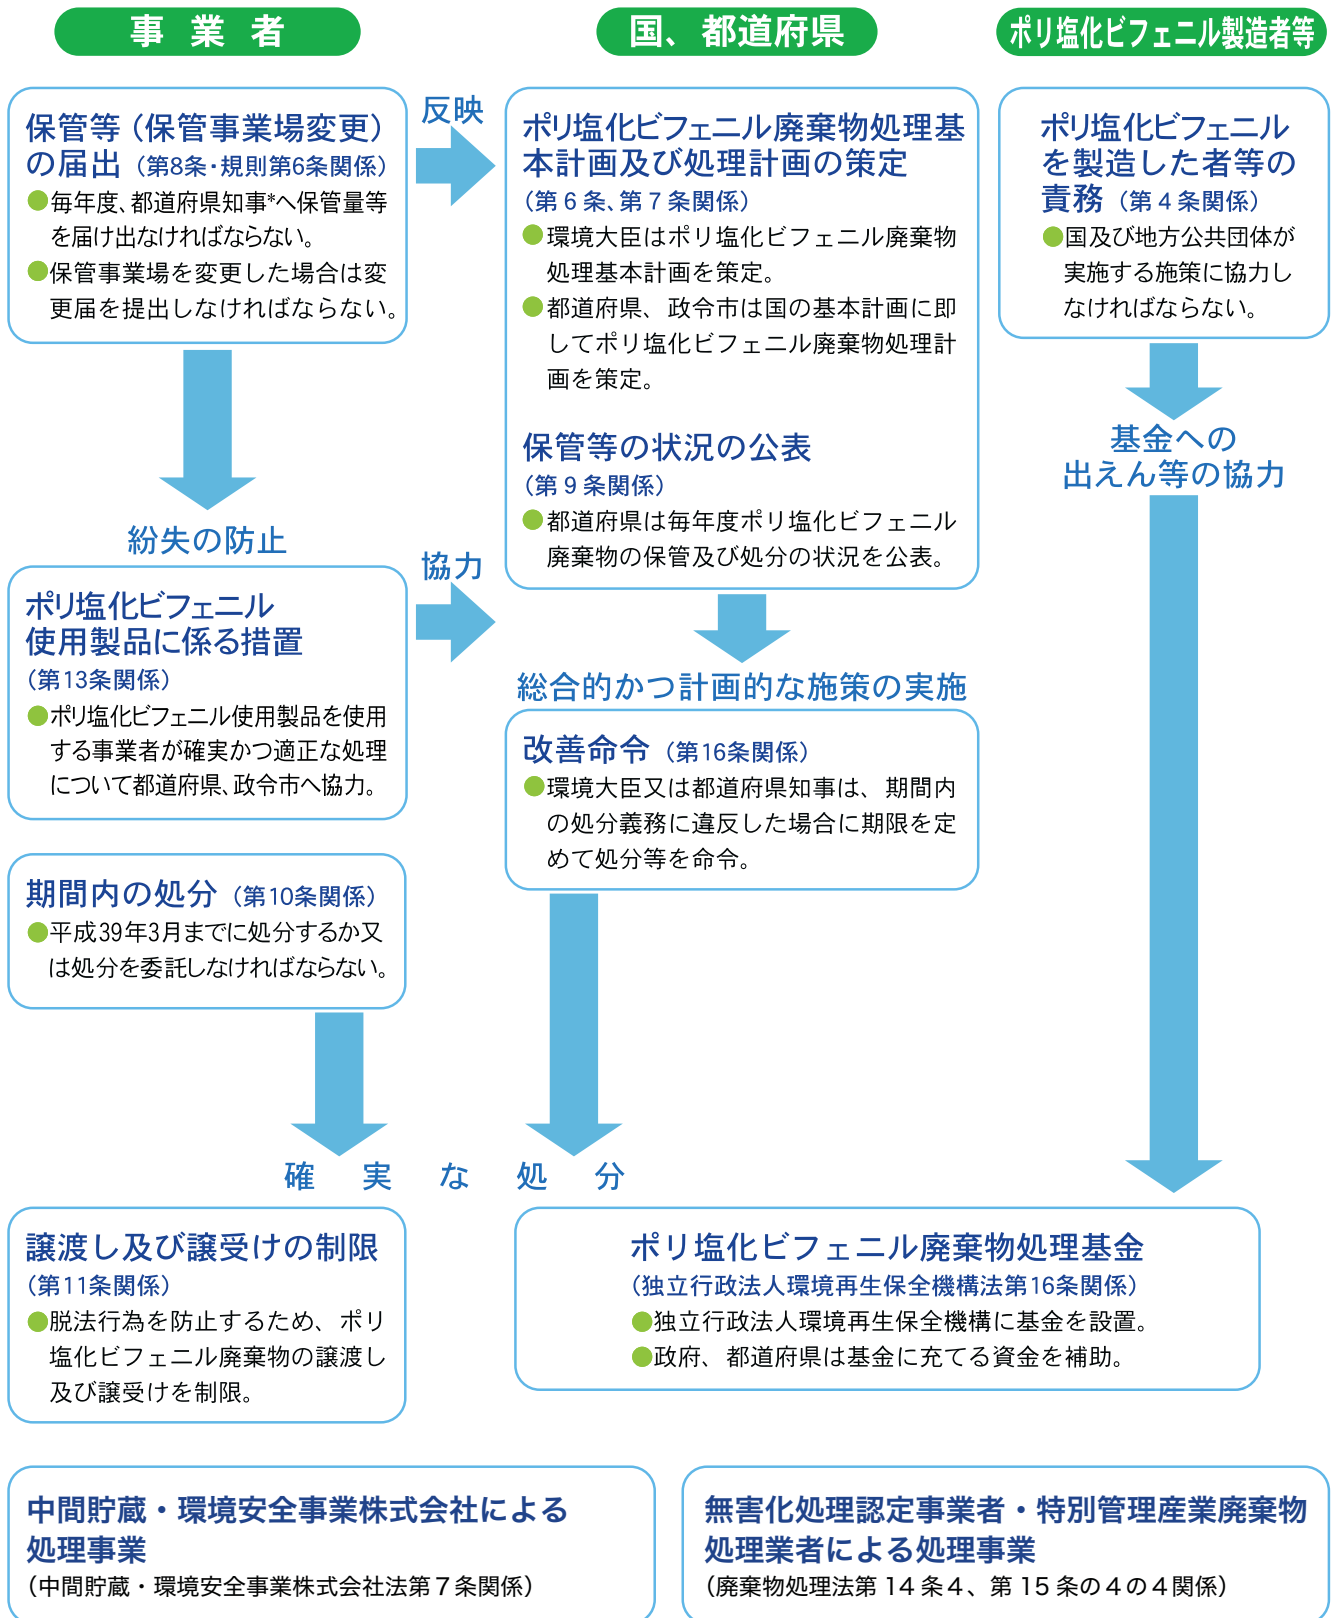 事業者
保管等（保管事業場変更）
の届出（第8条・規則第6条関係）
●毎年度、都道府県知事*へ保管量等
を届け出なければならない。
●保管事業場を変更した場合は変
更届を提出しなければならない。
反映
紛失の防止
ポリ塩化ビフェニル
使用製品に係る措置
（第13条関係）
●ポリ塩化ビフェニル使用製品を使用
する事業者が確実かつ適正な処理
について都道府県、政令市へ協力。
協力
期間内の処分（第10条関係）
●平成39年3月までに処分するか又
は処分を委託しなければならない。
国、都道府県
ポリ塩化ビフェニル廃棄物処理基
本計画及び処理計画の策定
（第６条、第７条関係）
●環境大臣はポリ塩化ビフェニル廃棄物
処理基本計画を策定。
●都道府県、政令市は国の基本計画に即
してポリ塩化ビフェニル廃棄物処理計
画を策定。
保管等の状況の公表
（第９条関係）
●都道府県は毎年度ポリ塩化ビフェニル
廃棄物の保管及び処分の状況を公表。
総合的かつ計画的な施策の実施
改善命令（第16条関係）
●環境大臣又は都道府県知事は、期間内
の処分義務に違反した場合に期限を定
めて処分等を命令。
ポリ塩化ビフェニル製造者等
ポリ塩化ビフェニル
を製造した者等の
責務（第４条関係）
●国及び地方公共団体が
実施する施策に協力し
なければならない。
基金への
出えん等の協力
確実な処分
譲渡し及び譲受けの制限
（第11条関係）
●脱法行為を防止するため、ポリ
塩化ビフェニル廃棄物の譲渡し
及び譲受けを制限。
ポリ塩化ビフェニル廃棄物処理基金
（独立行政法人環境再生保全機構法第16条関係）
●独立行政法人環境再生保全機構に基金を設置。
●政府、都道府県は基金に充てる資金を補助。
中間貯蔵・環境安全事業株式会社による
処理事業
（中間貯蔵・環境安全事業株式会社法第７条関係）
無害化処理認定事業者・特別管理産業廃棄物
処理業者による処理事業
（廃棄物処理法第14条４、第15条の４の４関係）